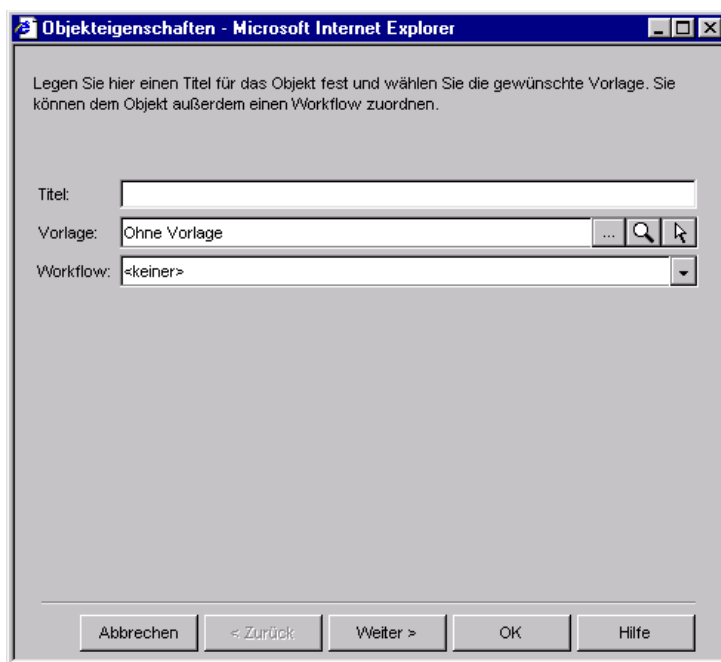 Objekteigenschaften - Microsoft Internet Explorer
Legen Sie hier einen Titel für das Objekt fest und wählen Sie die gewünschte Vorlage. Sie
können dem Objekt außerdem einen Workflow zuordnen.
Titel:
Vorlage: Ohne Vorlage ...
Workflow: <keiner>
Abbrechen < Zurück Weiter > OK Hilfe